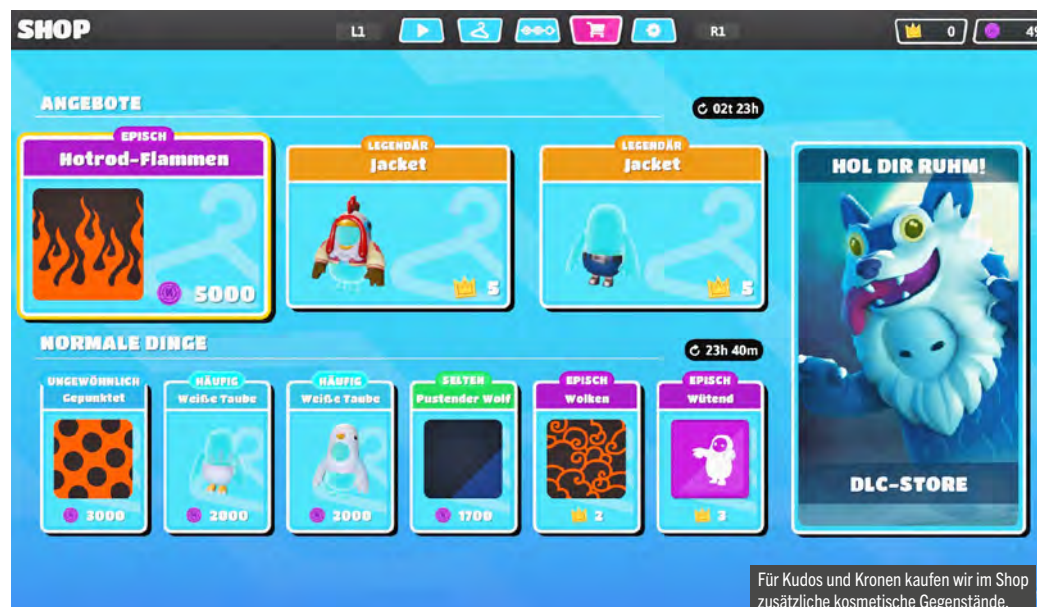 SHOP
L1
R1
0
49
ANGEBOTE
02t 23h
EPISCH
Hotrod-Flammen
5000
LEGENDÄR
Jacket
5
LEGENDÄR
Jacket
5
HOL DIR RUHM!
DLC-STORE
NORMALE DINGE
23h 40m
UNGEWÖHNLICH
Gepunktet
3000
HÄUFIG
Weiße Taube
2000
HÄUFIG
Weiße Taube
2000
SELTEN
Pustender Wolf
1700
EPISCH
Wolken
2
EPISCH
Wütend
3
Für Kudos und Kronen kaufen wir im Shop
zusätzliche kosmetische Gegenstände.